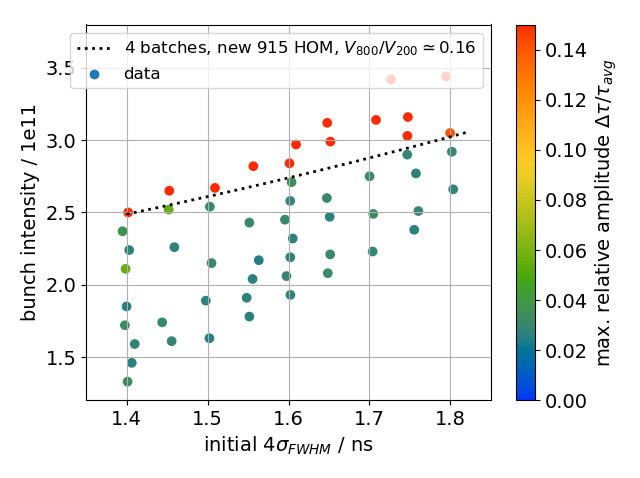 4 batches, new 915 HOM, V800/V200 ≃ 0.16
data
3.5
3.0
2.5
2.0
1.5
bunch intensity / 1e11
1.4 1.5 1.6 1.7 1.8
initial 4σFWHM / ns
0.14
0.12
0.10
0.08
0.06
0.04
0.02
0.00
max. relative amplitude Δτ/τavg